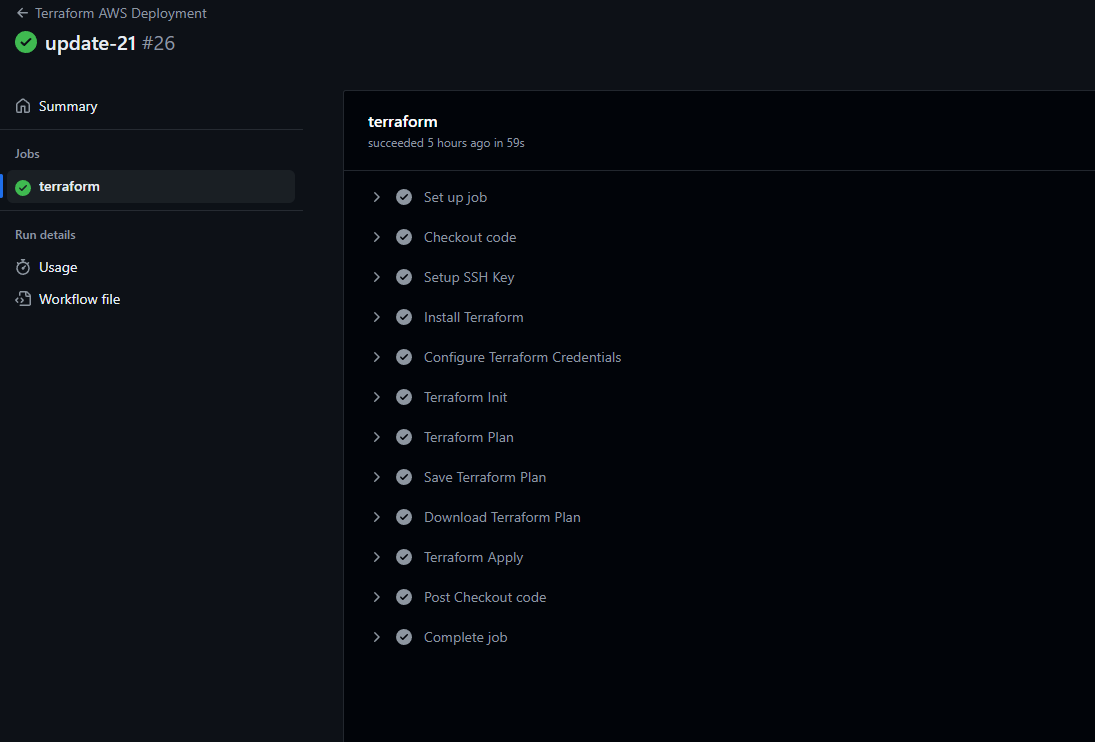 Terraform AWS Deployment
update-21 #26
Summary
Jobs
terraform
Run details
Usage
Workflow file
terraform
succeeded 5 hours ago in 59s
Set up job
Checkout code
Setup SSH Key
Install Terraform
Configure Terraform Credentials
Terraform Init
Terraform Plan
Save Terraform Plan
Download Terraform Plan
Terraform Apply
Post Checkout code
Complete job